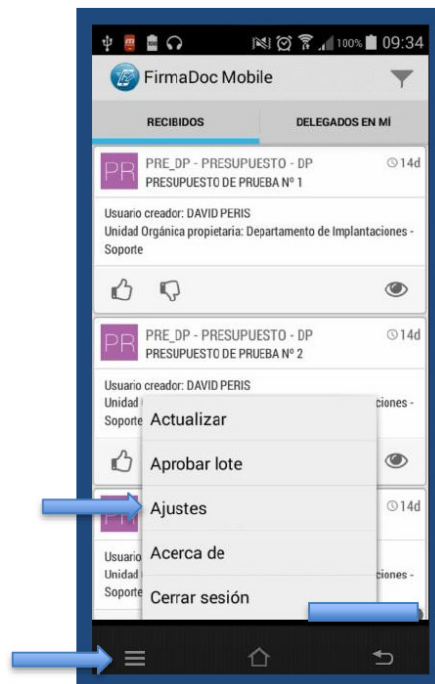 100% 09:34
FirmaDoc Mobile
RECIBIDOS DELEGADOS EN MÍ
PR PRE_DP - PRESUPUESTO - DP 14d
PRESUPUESTO DE PRUEBA Nº 1
Usuario creador: DAVID PERIS
Unidad Orgánica propietaria: Departamento de Implantaciones -
Soporte
PR PRE_DP - PRESUPUESTO - DP 14d
PRESUPUESTO DE PRUEBA Nº 2
Usuario creador: DAVID PERIS
Unidad ciones -
Soporte
Actualizar
Aprobar lote
Ajustes
14d
Acerca de
Usuario
Unidad ciones -
Soporte
Cerrar sesión